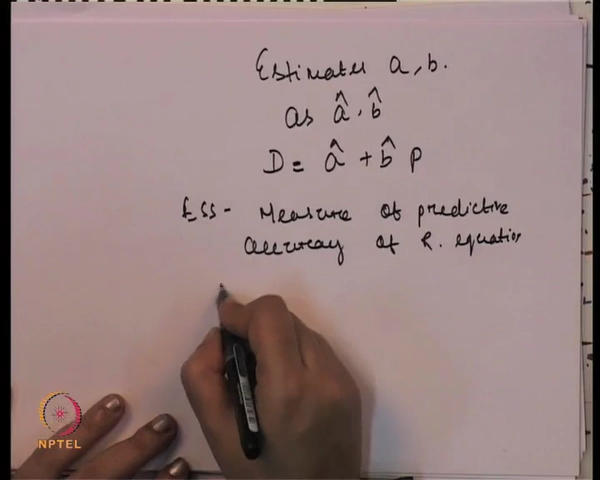 Estimates a, b.
as â, b̂
D = â + b̂ P
ESS - Measure of predictive
accuracy of R. equation
NPTEL